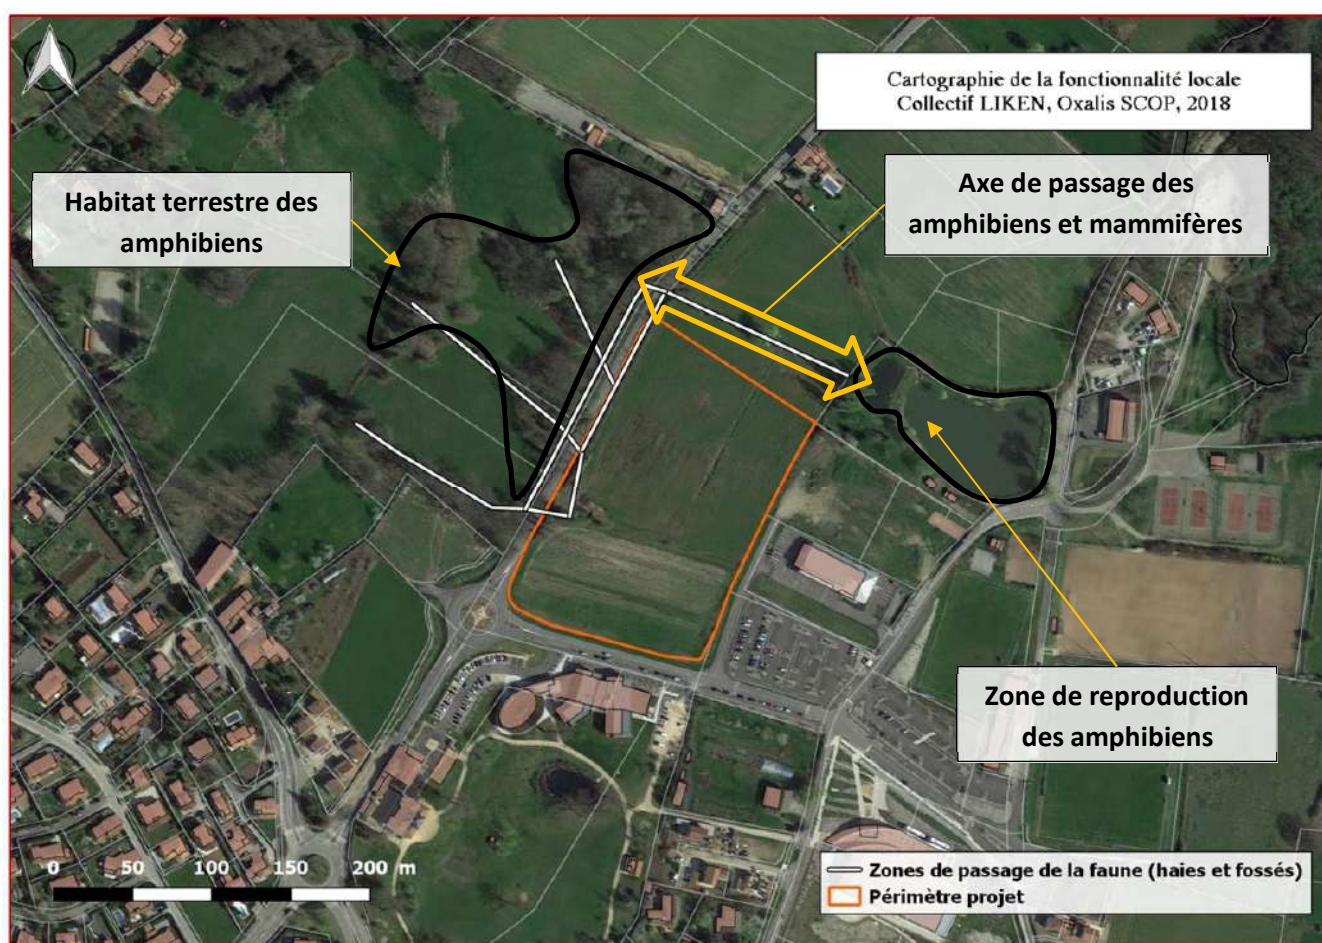 Cartographie de la fonctionnalité locale
Collectif LIKEN, Oxalis SCOP, 2018
Axe de passage des
amphibiens et mammifères
Habitat terrestre des
amphibiens
Zone de reproduction
des amphibiens
0 50 100 150 200 m
Zones de passage de la faune (haies et fossés)
Périmètre projet